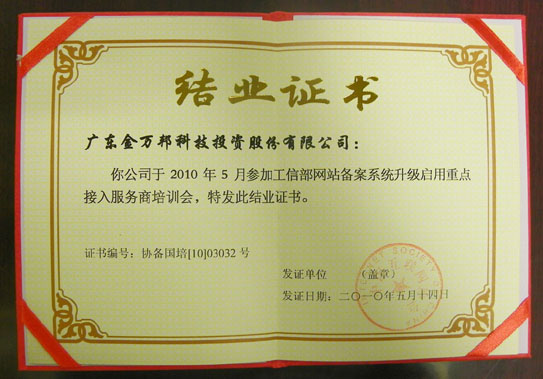 结业证书
广东金万邦科技投资股份有限公司：
你公司于 2010 年 5 月参加工信部网站备案系统升级启用重点
接入服务商培训会，特发此结业证书。
证书编号：协备国培[10]03032 号
发证单位 （盖章）
发证日期：二〇一〇年五月十四日